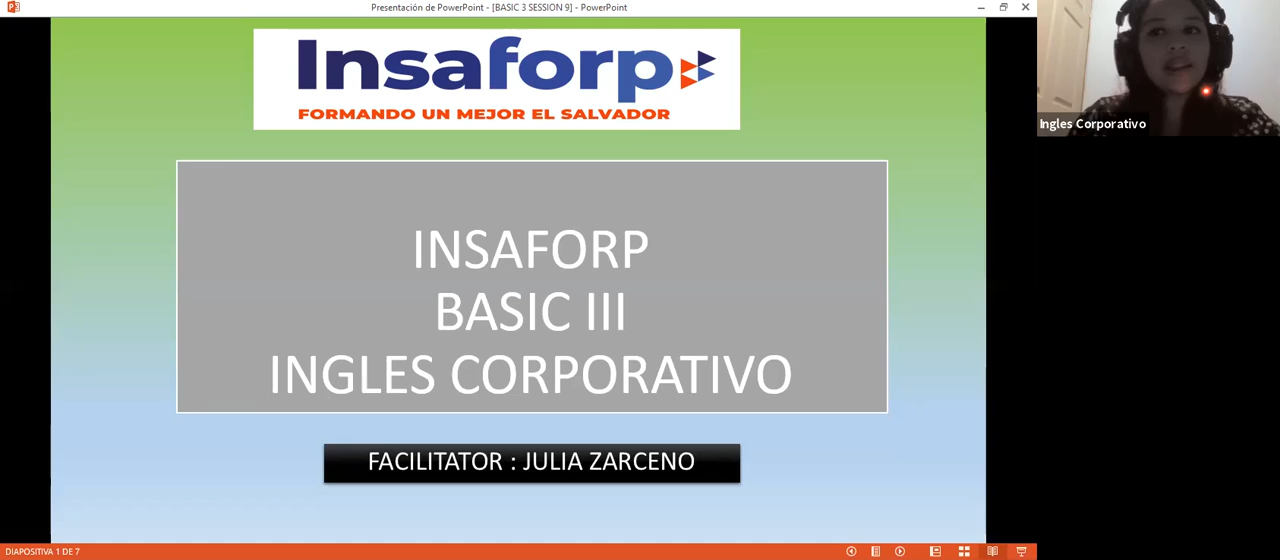 Presentación de PowerPoint - [BASIC 3 SESSION 9] - PowerPoint
Insaforp
FORMANDO UN MEJOR EL SALVADOR
Ingles Corporativo
INSAFORP
BASIC III
INGLES CORPORATIVO
FACILITATOR : JULIA ZARCENO
DIAPOSITIVA 1 DE 7